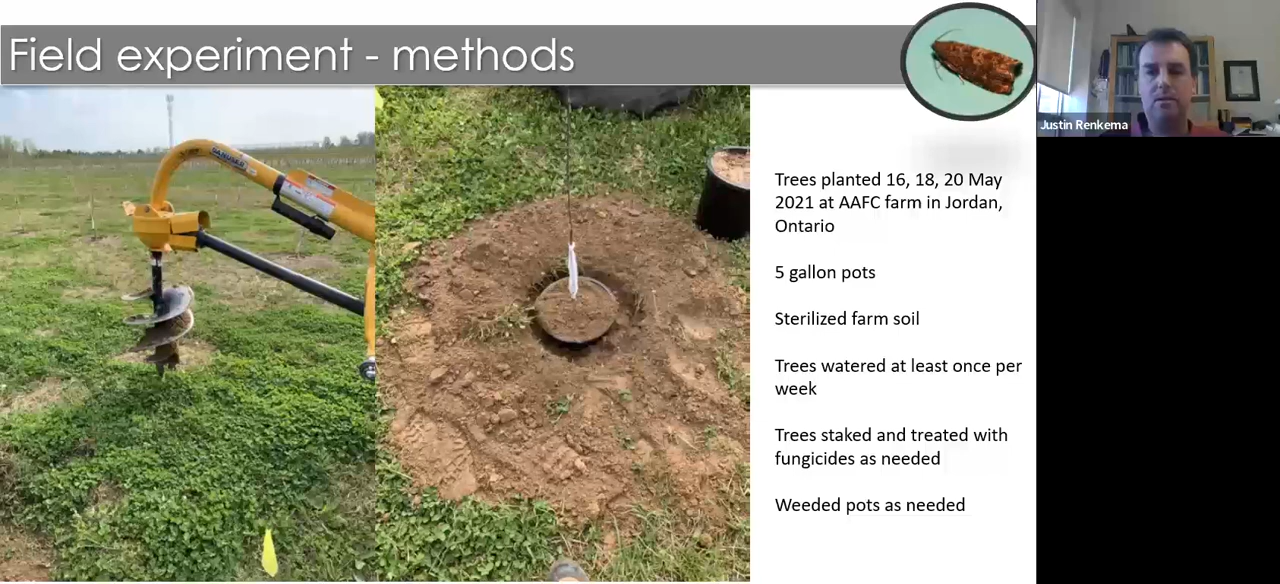 Field experiment - methods
Justin Renkema
Trees planted 16, 18, 20 May
2021 at AAFC farm in Jordan,
Ontario
5 gallon pots
Sterilized farm soil
Trees watered at least once per
week
Trees staked and treated with
fungicides as needed
Weeded pots as needed